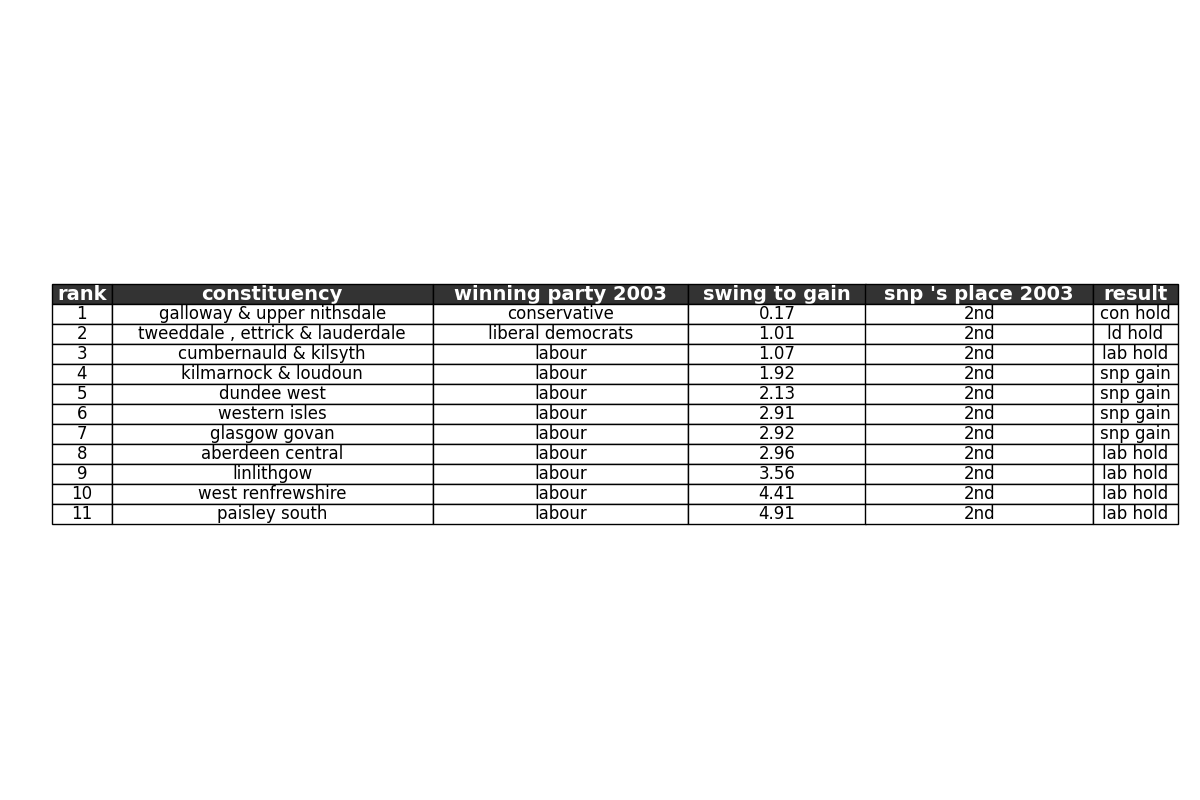 rank constituency winning party 2003 swing to gain snp 's place 2003 result
1 galloway & upper nithsdale conservative 0.17 2nd con hold
2 tweeddale , ettrick & lauderdale liberal democrats 1.01 2nd ld hold
3 cumbernauld & kilsyth labour 1.07 2nd lab hold
4 kilmarnock & loudoun labour 1.92 2nd snp gain
5 dundee west labour 2.13 2nd snp gain
6 western isles labour 2.91 2nd snp gain
7 glasgow govan labour 2.92 2nd snp gain
8 aberdeen central labour 2.96 2nd lab hold
9 linlithgow labour 3.56 2nd lab hold
10 west renfrewshire labour 4.41 2nd lab hold
11 paisley south labour 4.91 2nd lab hold